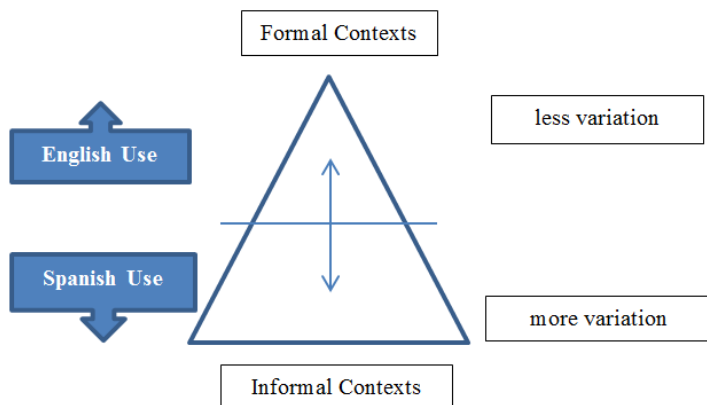 Formal Contexts
less variation
English Use
Spanish Use
more variation
Informal Contexts